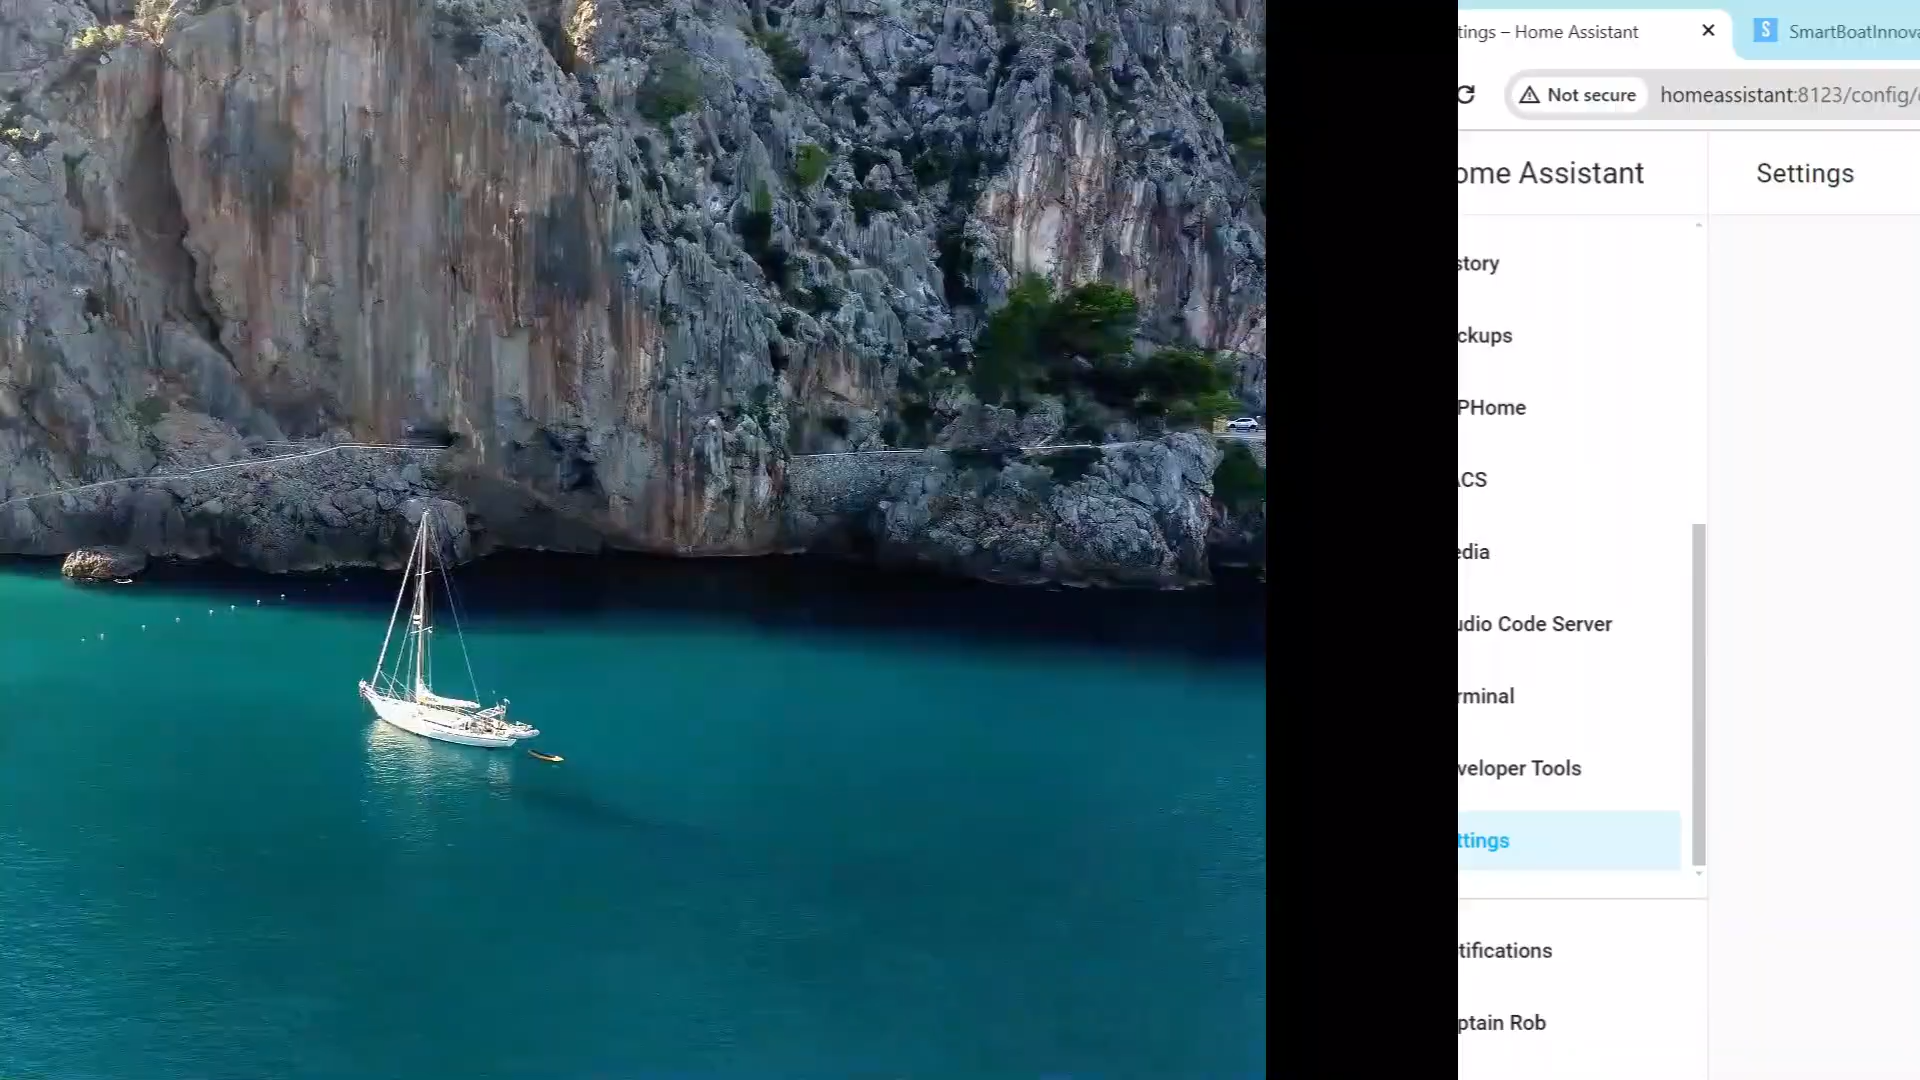 tings – Home Assistant
SmartBoatInnova
Not secure
homeassistant:8123/config/
ome Assistant
Settings
story
ckups
PHome
ACS
edia
udio Code Server
rminal
veloper Tools
ttings
tifications
ptain Rob